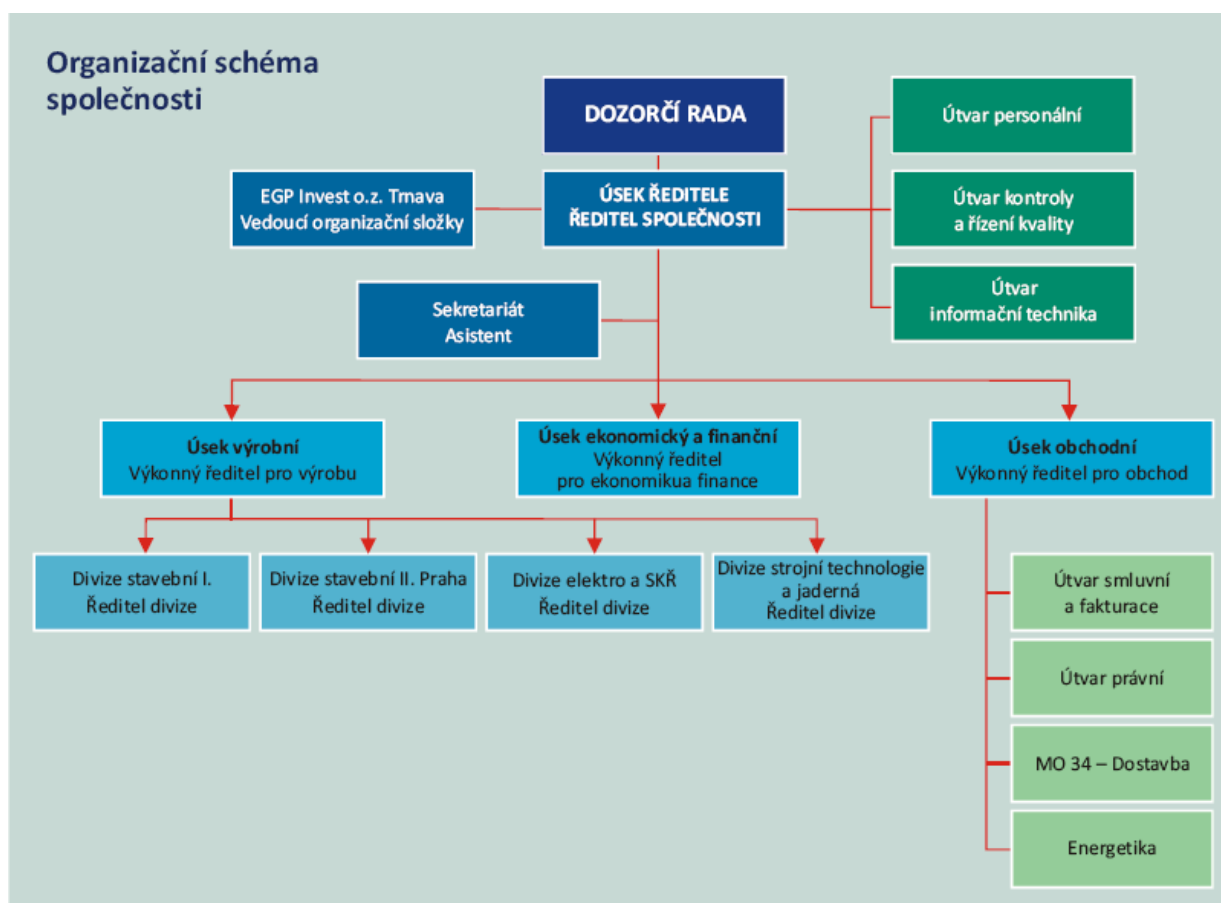 Organizační schéma
společnosti
DOZORČÍ RADA
Útvar personální
EGP Invest o.z. Trnava
Vedoucí organizační složky
ÚSEK ŘEDITELE
ŘEDITEL SPOLEČNOSTI
Útvar kontroly
a řízení kvality
Sekretariát
Asistent
Útvar
informační technika
Úsek výrobní
Výkonný ředitel pro výrobu
Úsek ekonomický a finanční
Výkonný ředitel
pro ekonomikua finance
Úsek obchodní
Výkonný ředitel pro obchod
Divize stavební I.
Ředitel divize
Divize stavební II. Praha
Ředitel divize
Divize elektro a SKŘ
Ředitel divize
Divize strojní technologie
a jaderná
Ředitel divize
Útvar smluvní
a fakturace
Útvar právní
MO 34 – Dostavba
Energetika